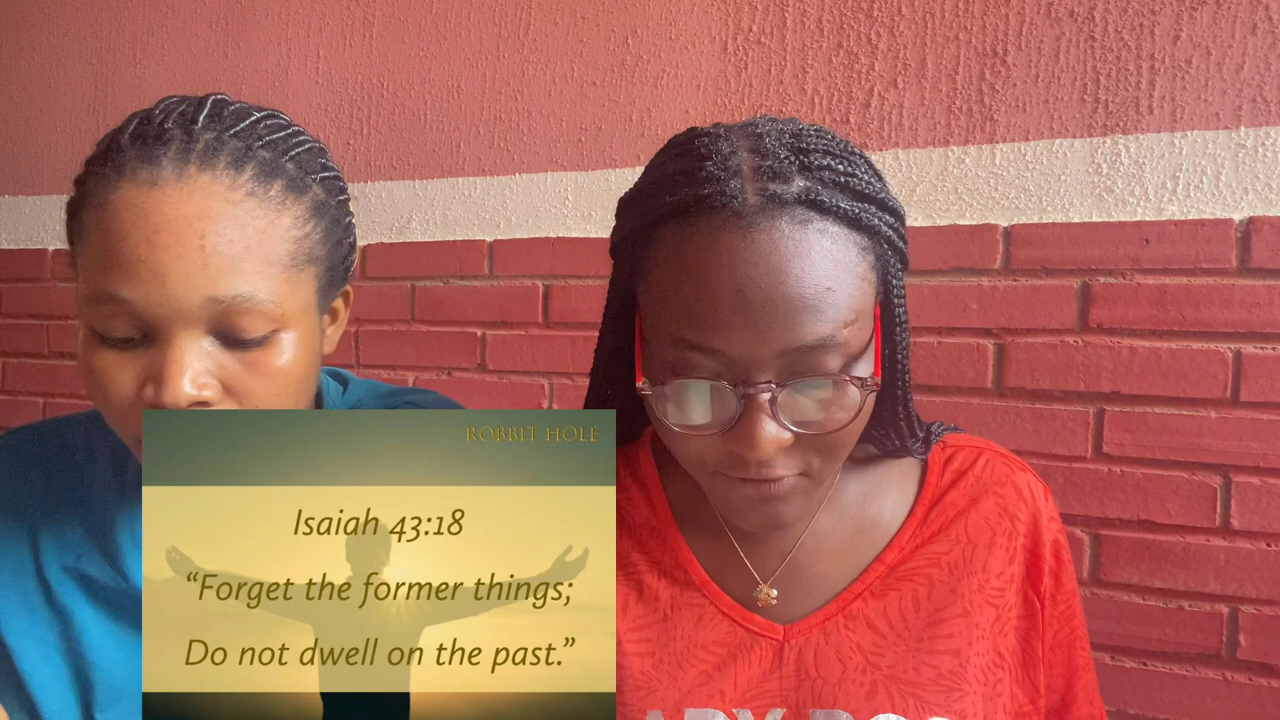 ROBBIT HOLE
Isaiah 43:18
“Forget the former things;
Do not dwell on the past.”